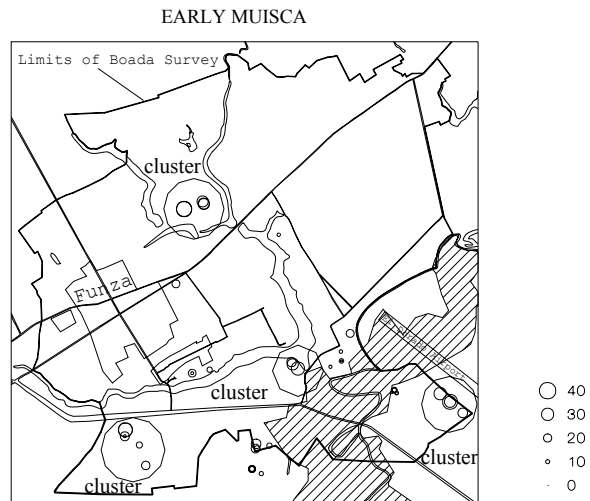 EARLY MUISCA
Limits of Boada Survey
cluster
Funza
cluster
cluster
cluster
40
30
20
10
0